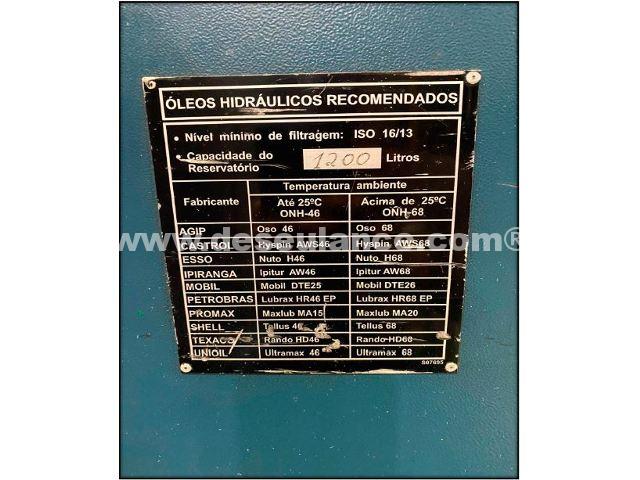 ÓLEOS HIDRÁULICOS RECOMENDADOS
• Nível mínimo de filtragem: ISO 16/13
• Capacidade do Reservatório 1200 Litros
Fabricante Temperatura ambiente
Até 25ºC ONH-46 Acima de 25ºC ONH-68
AGIP Oso 46 Oso 68
www.desculance.com®
CASTROL Hyspin AWS46 Hyspin AWS68
ESSO Nuto H46 Nuto H68
IPIRANGA Ipitur AW46 Ipitur AW68
MOBIL Mobil DTE25 Mobil DTE26
PETROBRAS Lubrax HR46 EP Lubrax HR68 EP
PROMAX Maxlub MA15 Maxlub MA20
SHELL Tellus 46 Tellus 68
TEXACO Rando HD46 Rando HD68
UNIOIL Ultramax 46 Ultramax 68
S07695